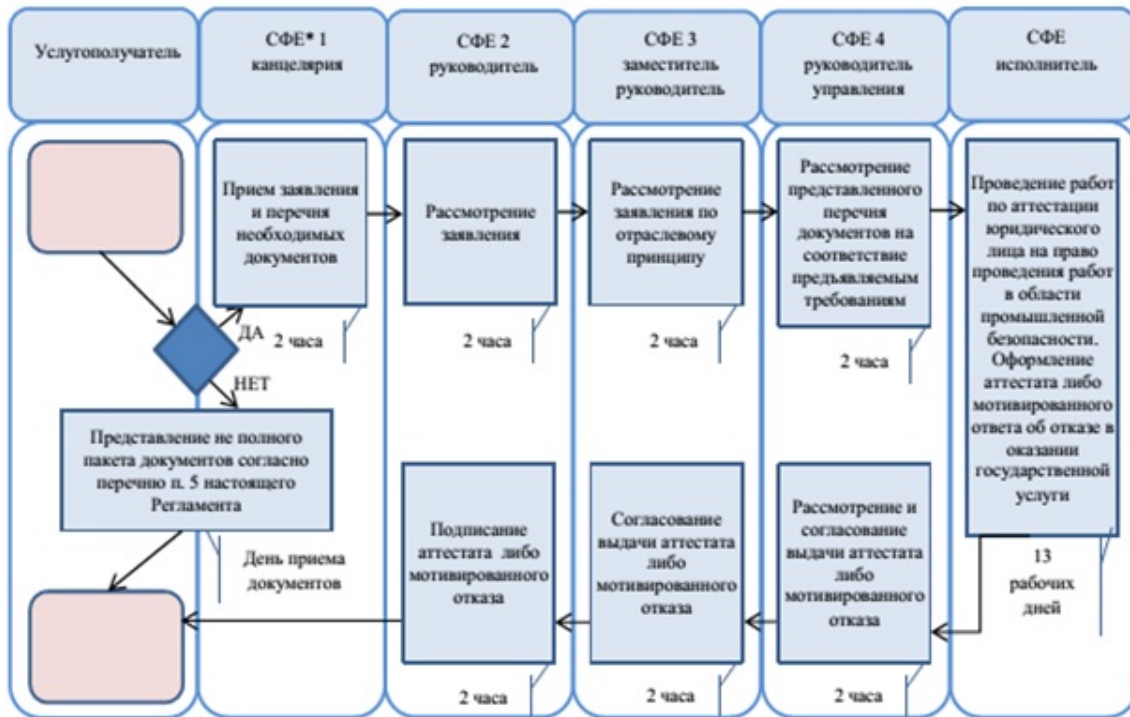 Услугополучатель
СФЕ* 1
канцелярия
СФЕ 2
руководитель
СФЕ 3
заместитель
руководитель
СФЕ 4
руководитель
управления
СФЕ
исполнитель
Прием заявления
и перечня
необходимых
документов
Рассмотрение
заявления
Рассмотрение
заявления по
отраслевому
принципу
Рассмотрение
представленного
перечня
документов на
соответствие
предъявляемым
требованиям
Проведение работ
по аттестации
юридического
лица на право
проведения работ
в области
промышленной
безопасности.
Оформление
аттестата либо
мотивированного
ответа об отказе в
оказании
государственной
услуги
ДА
2 часа
2 часа
2 часа
2 часа
НЕТ
Представление не полного
пакета документов согласно
перечню п. 5 настоящего
Регламента
День приема
документов
Подписание
аттестата либо
мотивированного
отказа
Согласование
выдачи аттестата
либо
мотивированного
отказа
Рассмотрение и
согласование
выдачи аттестата
либо
мотивированного
отказа
13
рабочих
дней
2 часа
2 часа
2 часа